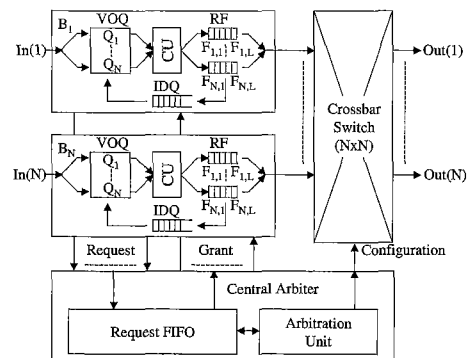 B1 VOQ RF
In(1) Q1 CU F1,1 F1,L Out(1)
QN FN,1 FN,L
IDQ
Crossbar
Switch
(NxN)
BN VOQ RF
In(N) Q1 CU F1,1 F1,L Out(N)
QN FN,1 FN,L
IDQ
Request Grant Configuration
Central Arbiter
Request FIFO Arbitration
Unit